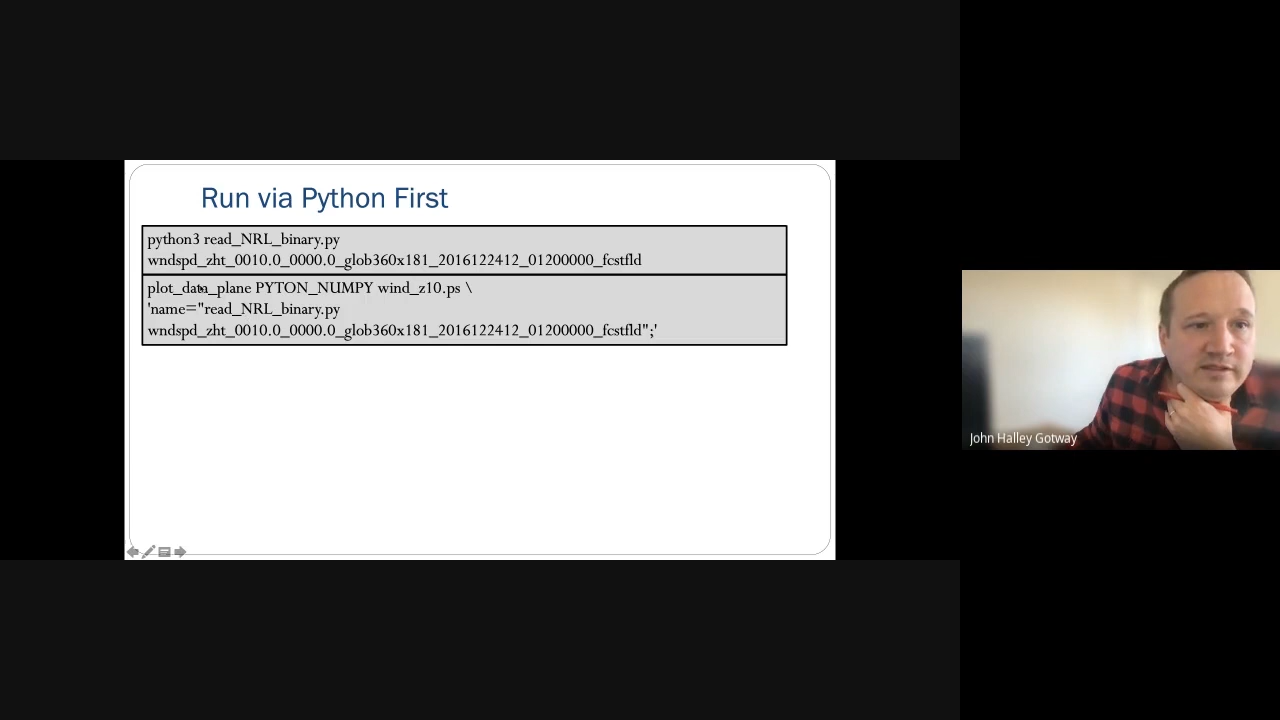 Run via Python First
python3 read_NRL_binary.py
wndspd_zht_0010.0_0000.0_glob360x181_2016122412_01200000_fcstfld
plot_data_plane PYTON_NUMPY wind_z10.ps \
'name="read_NRL_binary.py
wndspd_zht_0010.0_0000.0_glob360x181_2016122412_01200000_fcstfld";'
John Halley Gotway